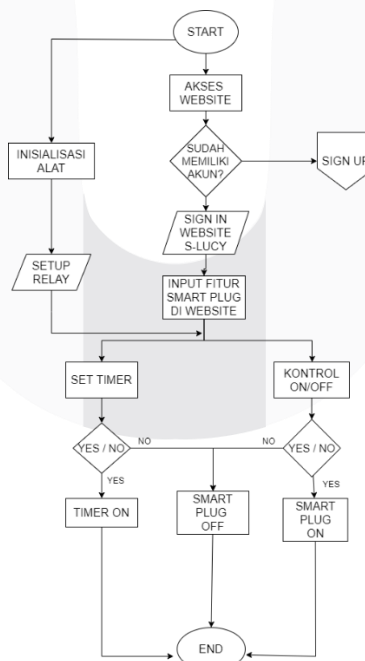 START
AKSES
WEBSITE
INISIALISASI
ALAT
SUDAH
MEMILIKI
AKUN?
SIGN UP
SIGN IN
WEBSITE
S-LUCY
SETUP
RELAY
INPUT FITUR
SMART PLUG
DI WEBSITE
SET TIMER
KONTROL
ON/OFF
YES / NO
NO
NO
YES / NO
YES
YES
TIMER ON
SMART
PLUG
OFF
SMART
PLUG
ON
END